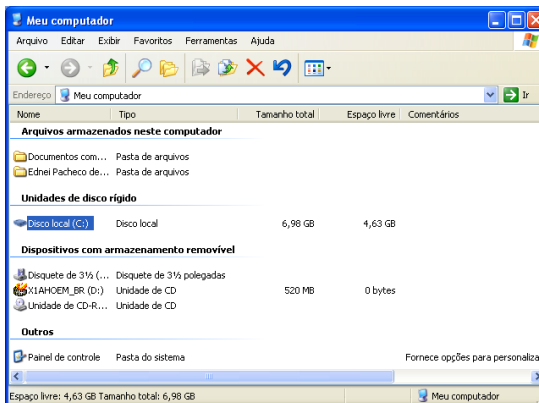 Meu computador
Arquivo Editar Exibir Favoritos Ferramentas Ajuda
Endereço Meu computador Ir
Nome Tipo Tamanho total Espaço livre Comentários
Arquivos armazenados neste computador
Documentos com... Pasta de arquivos
Ednei Pacheco de... Pasta de arquivos
Unidades de disco rígido
Disco local (C:) Disco local 6,98 GB 4,63 GB
Dispositivos com armazenamento removível
Disquete de 3½ (... Disquete de 3½ polegadas
X1AHOEM_BR (D:) Unidade de CD 520 MB 0 bytes
Unidade de CD-R... Unidade de CD
Outros
Painel de controle Pasta do sistema Fornece opções para personaliza
Espaço livre: 4,63 GB Tamanho total: 6,98 GB Meu computador